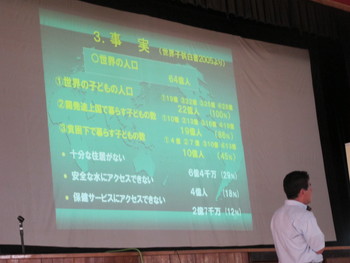 3.事 実 (世界子供白書2005より)
○世界の人口
64億人
1世界の子どもの人口
22億人 (100%)
2開発途上国で暮らす子どもの数
19億人 (86%)
3貧困下で暮らす子どもの数
10億人 (45%)
• 十分な住居がない
6億4千万 (29%)
• 安全な水にアクセスできない
4億人 (18%)
• 保健サービスにアクセスできない
2億7千万 (12%)